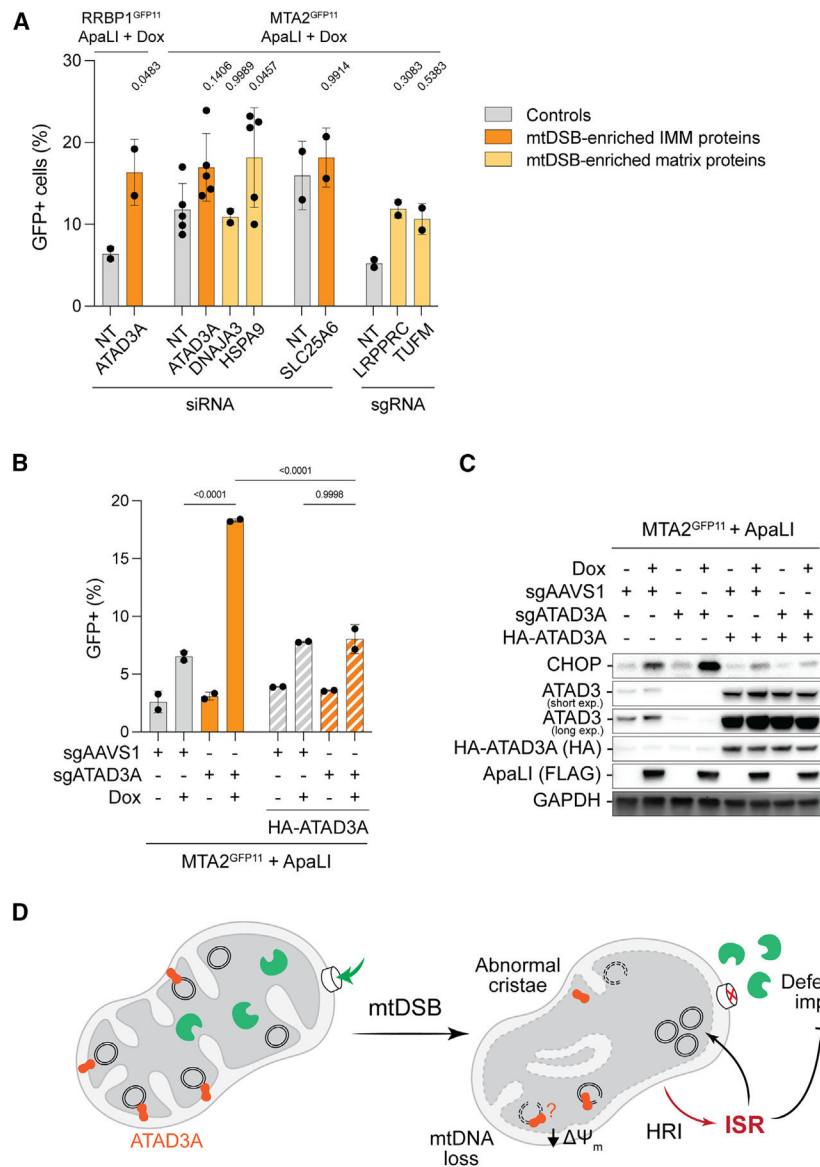 A
RRBP1GFP11
ApaLI + Dox
MTA2GFP11
ApaLI + Dox
0.0483
0.1406
0.9989
0.0457
0.9914
0.3083
0.5383
GFP+ cells (%)
30
20
10
0
NT
ATAD3A
NT
ATAD3A
DNAJA3
HSPA9
NT
SLC25A6
NT
LRPPRC
TUFM
siRNA
sgRNA
Controls
mtDSB-enriched IMM proteins
mtDSB-enriched matrix proteins
B
<0.0001
<0.0001
0.9998
GFP+ (%)
20
15
10
5
0
sgAAVS1 + + - - + + - -
sgATAD3A - - + + - - + +
Dox - + - + - + - +
HA-ATAD3A
MTA2GFP11 + ApaLI
C
MTA2GFP11 + ApaLI
Dox - + - + - + - +
sgAAVS1 + + - - + + - -
sgATAD3A - - + + - - + +
HA-ATAD3A - - - - + + + +
CHOP
ATAD3
(short exp.)
ATAD3
(long exp.)
HA-ATAD3A (HA)
ApaLI (FLAG)
GAPDH
D
ATAD3A
mtDSB
Abnormal
cristae
?
mtDNA
loss
ΔΨm
HRI
ISR
Defe
imp